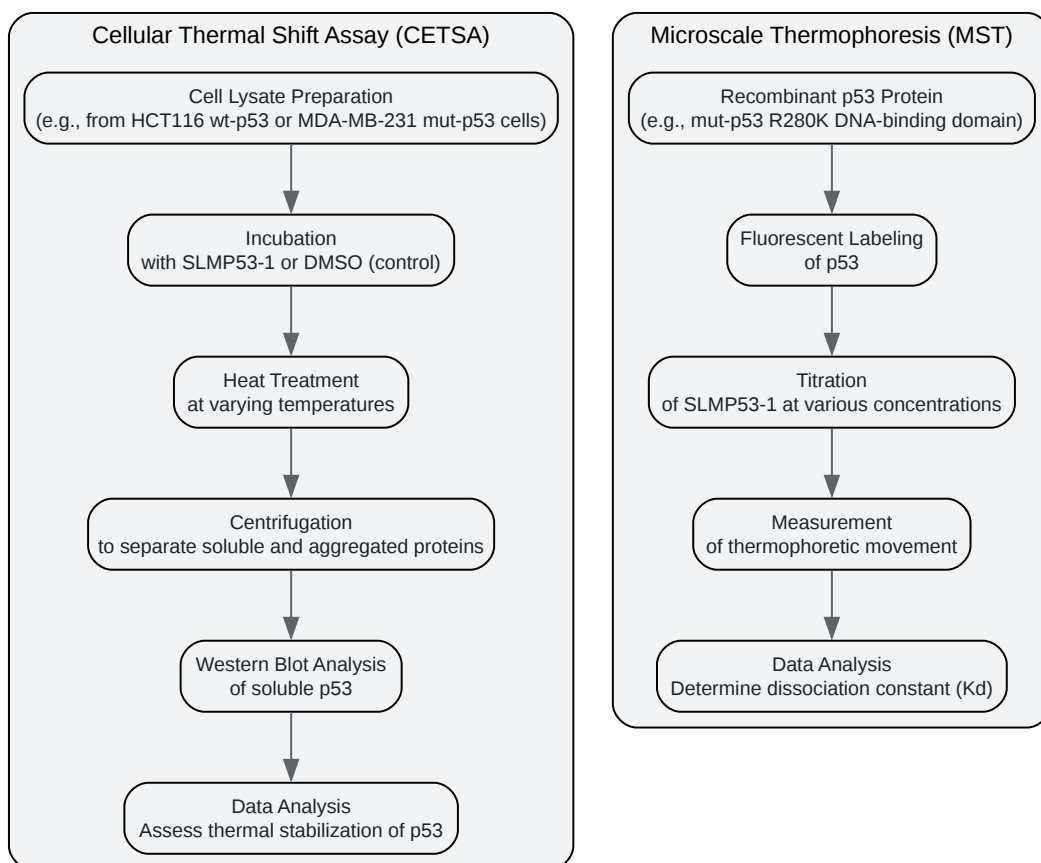 Cellular Thermal Shift Assay (CETSA)
Cell Lysate Preparation
(e.g., from HCT116 wt-p53 or MDA-MB-231 mut-p53 cells)
Incubation
with SLMP53-1 or DMSO (control)
Heat Treatment
at varying temperatures
Centrifugation
to separate soluble and aggregated proteins
Western Blot Analysis
of soluble p53
Data Analysis
Assess thermal stabilization of p53
Microscale Thermophoresis (MST)
Recombinant p53 Protein
(e.g., mut-p53 R280K DNA-binding domain)
Fluorescent Labeling
of p53
Titration
of SLMP53-1 at various concentrations
Measurement
of thermophoretic movement
Data Analysis
Determine dissociation constant (Kd)